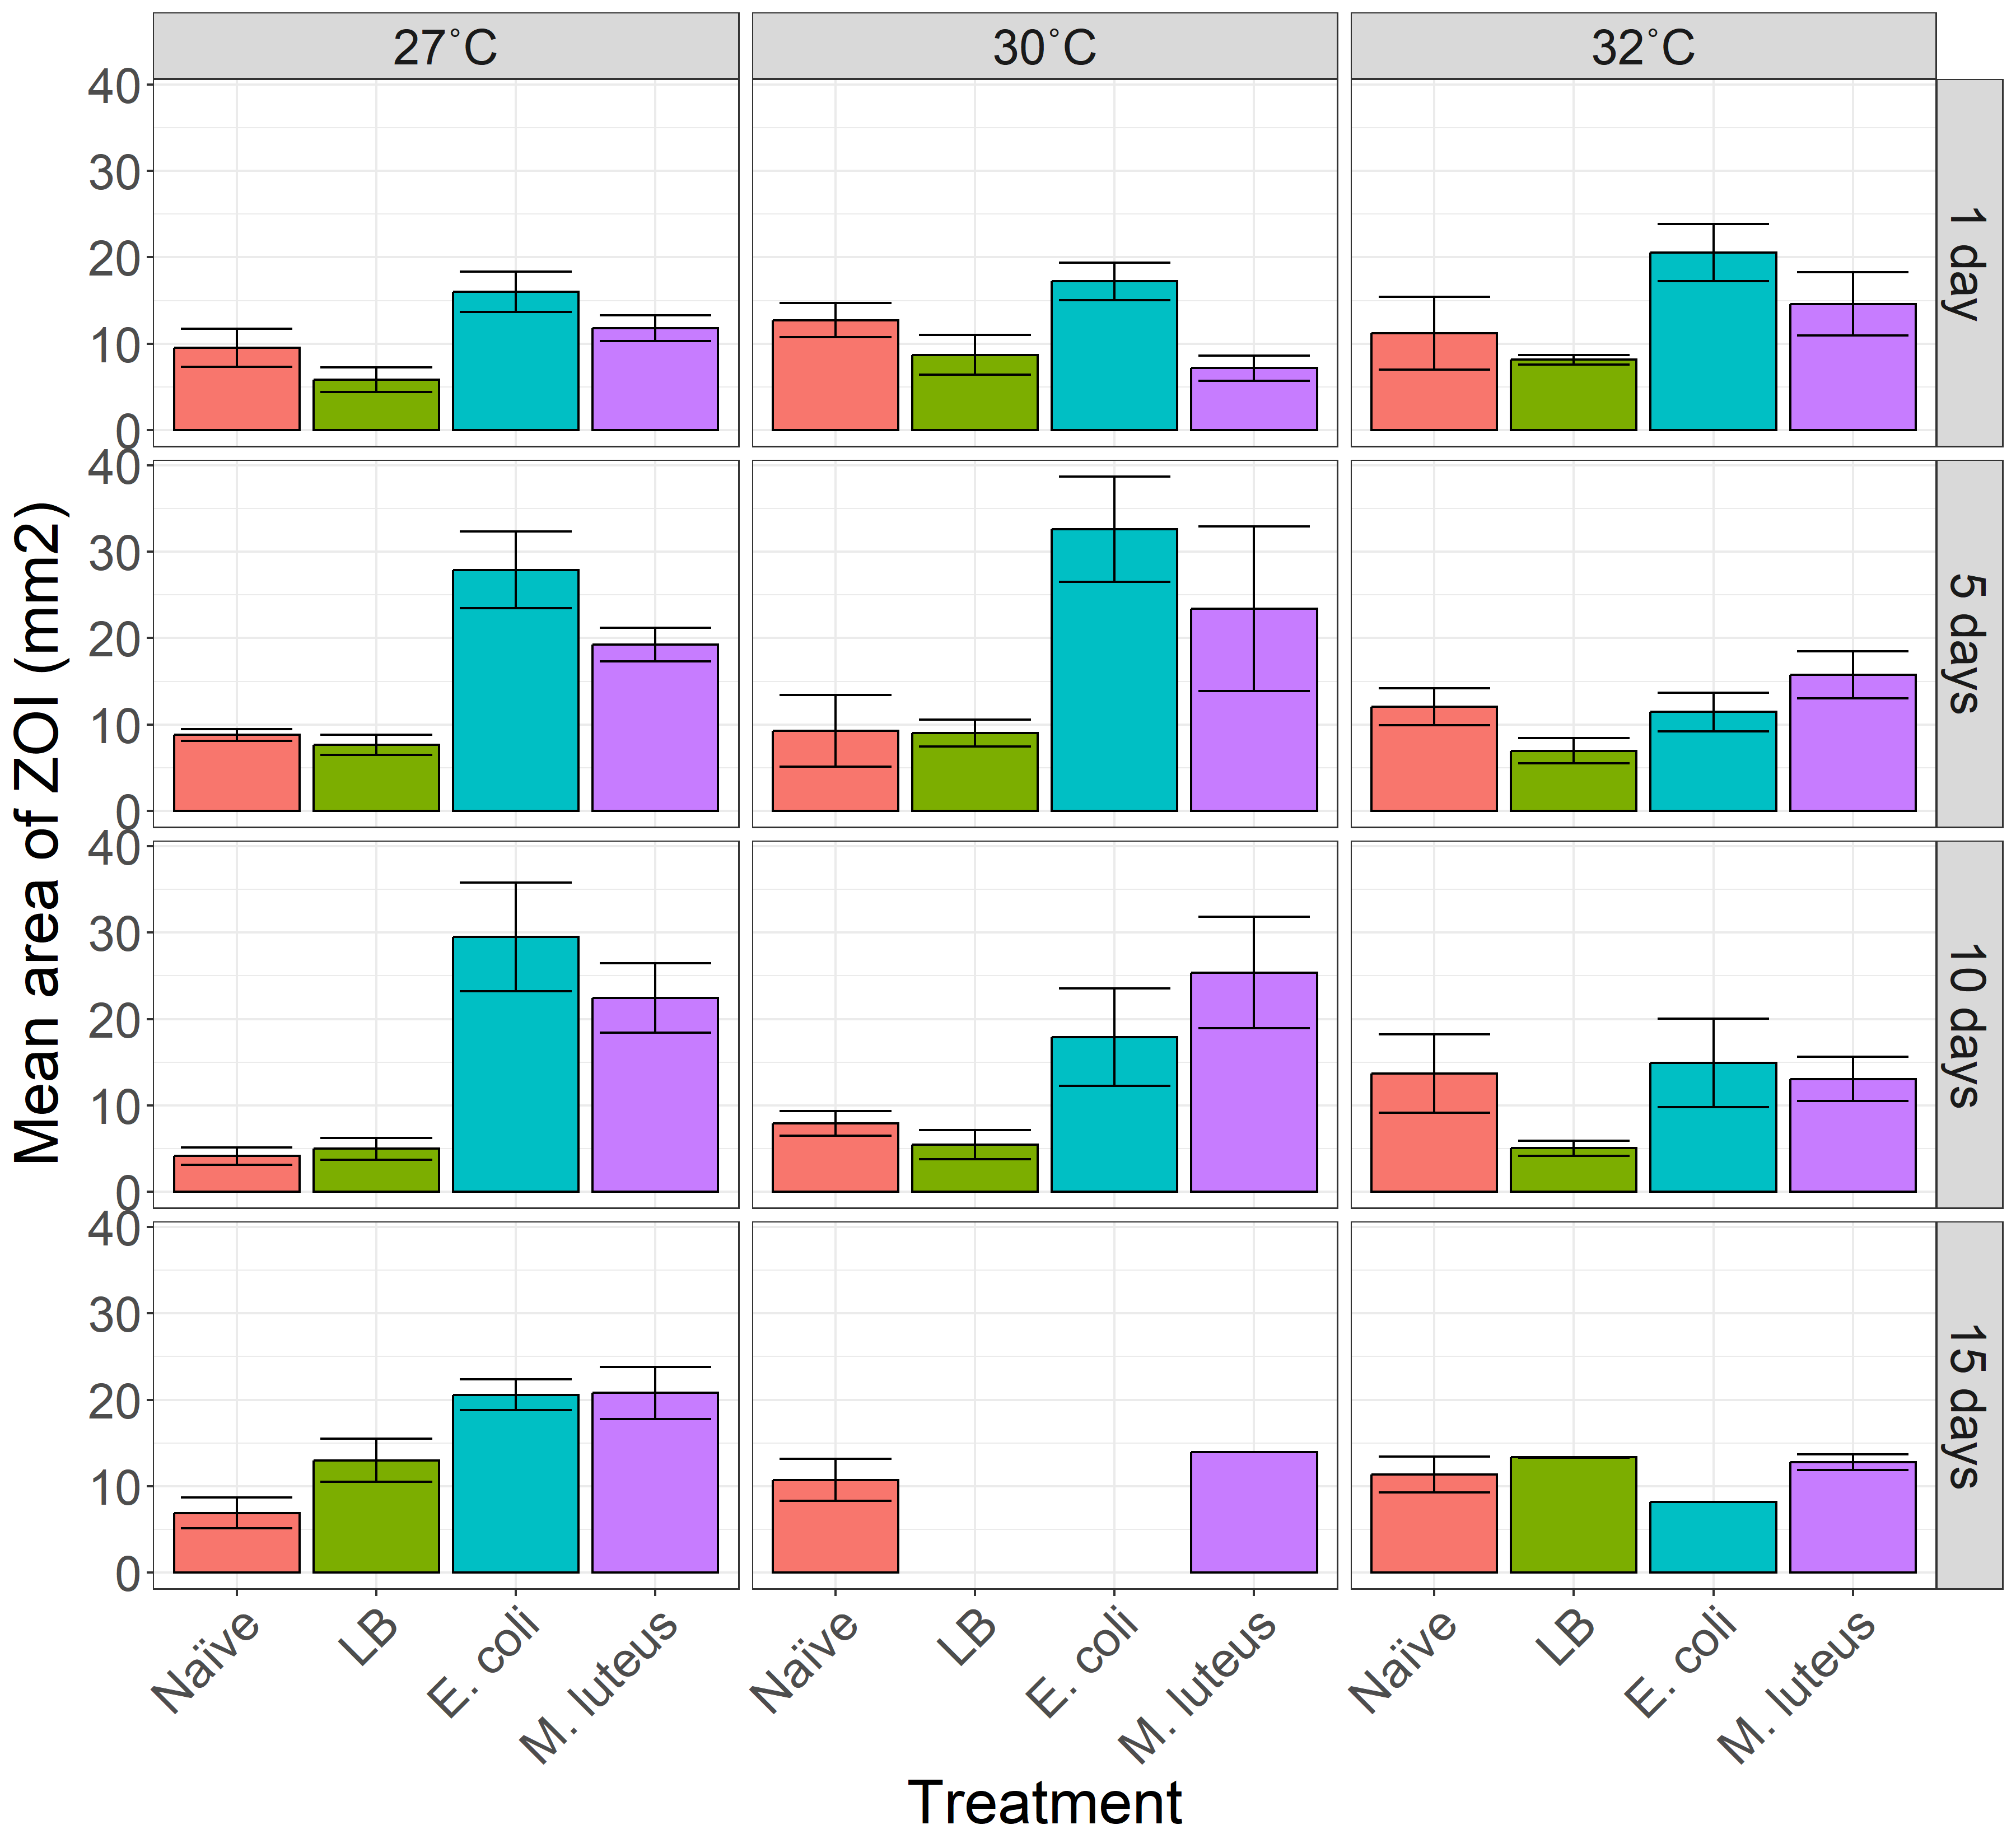 27°C
30°C
32°C
40
30
20
10
0
1 day
40
30
20
10
0
5 days
40
30
20
10
0
10 days
40
30
20
10
0
15 days
Mean area of ZOI (mm2)
Naïve
LB
E. coli
M. luteus
Naïve
LB
E. coli
M. luteus
Naïve
LB
E. coli
M. luteus
Treatment